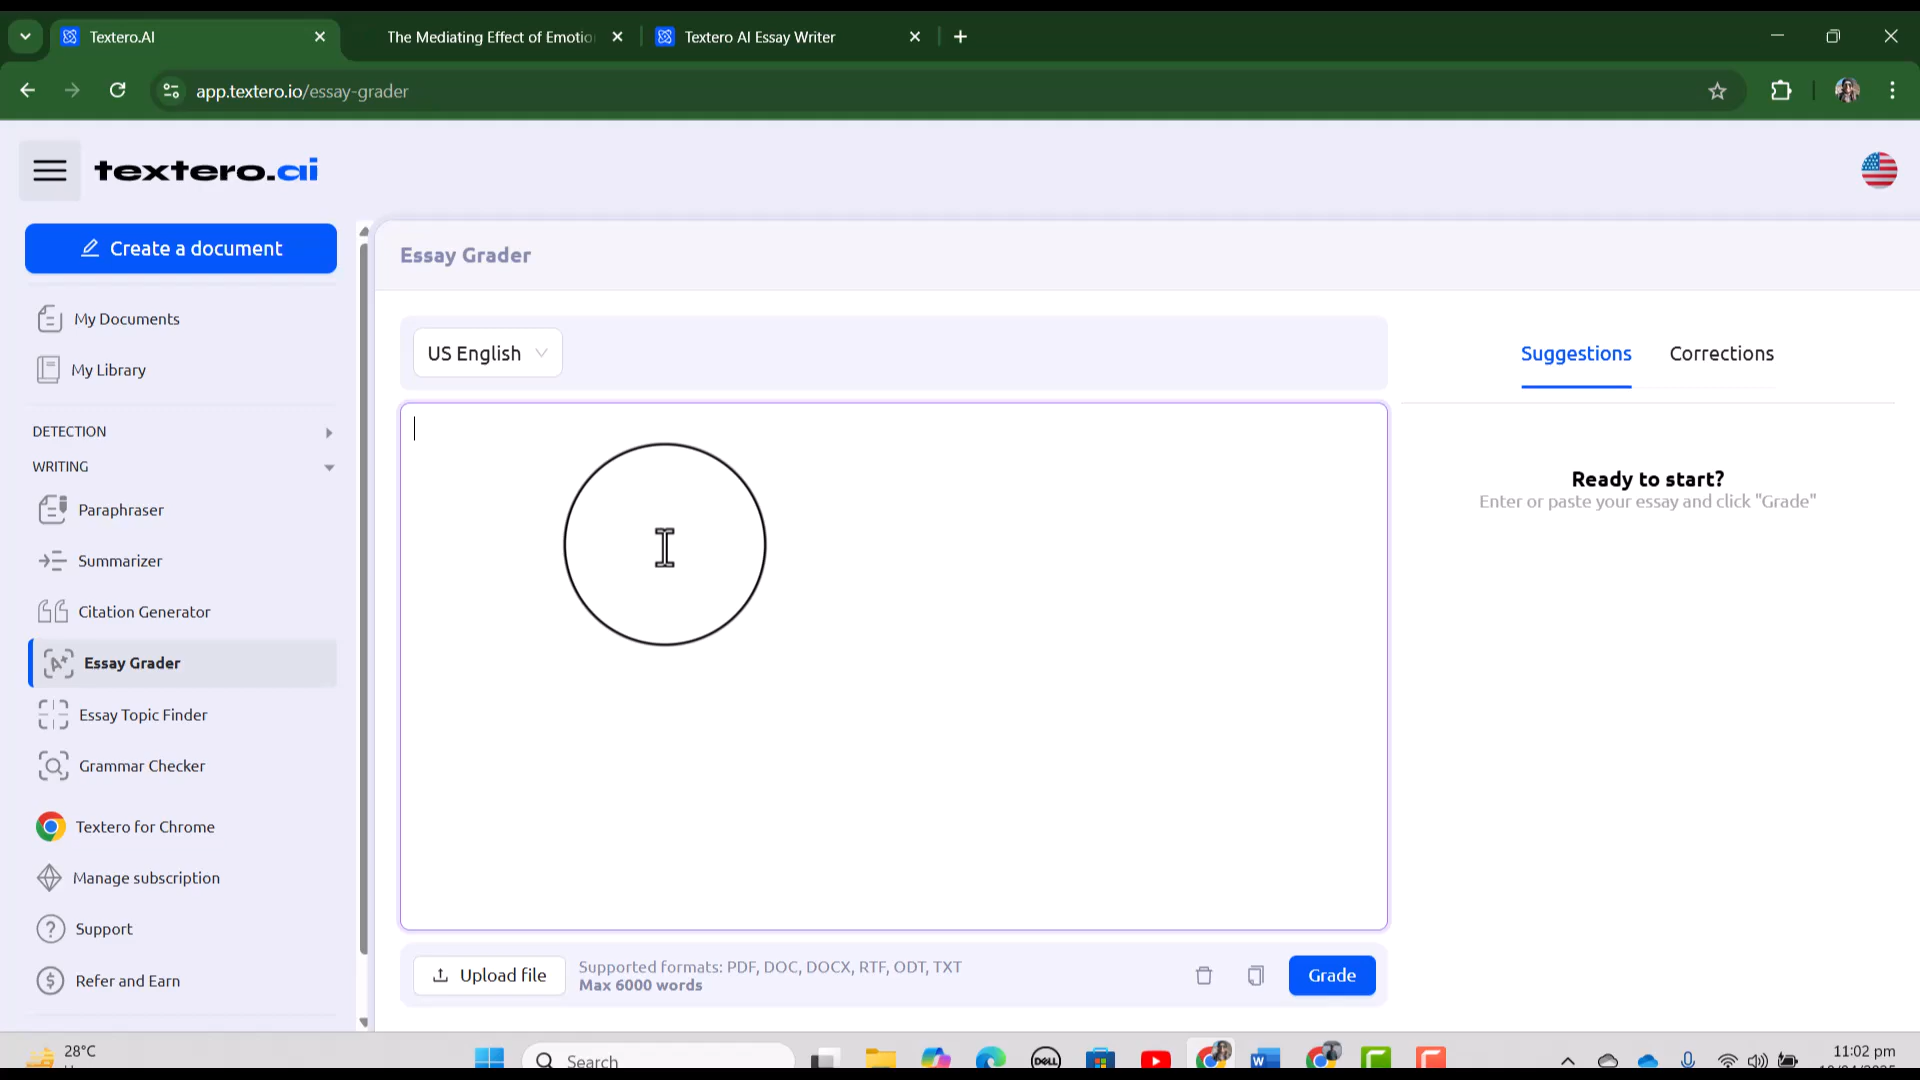 Textero.AI
The Mediating Effect of Emotio
Textero AI Essay Writer
app.textero.io/essay-grader
textero.ai
Create a document
My Documents
My Library
DETECTION
WRITING
Paraphraser
Summarizer
Citation Generator
Essay Grader
Essay Topic Finder
Grammar Checker
Textero for Chrome
Manage subscription
Support
Refer and Earn
Essay Grader
US English
Suggestions
Corrections
Ready to start?
Enter or paste your essay and click "Grade"
Upload file
Supported formats: PDF, DOC, DOCX, RTF, ODT, TXT
Max 6000 words
Grade
28°C
Search
DELL
11:02 pm